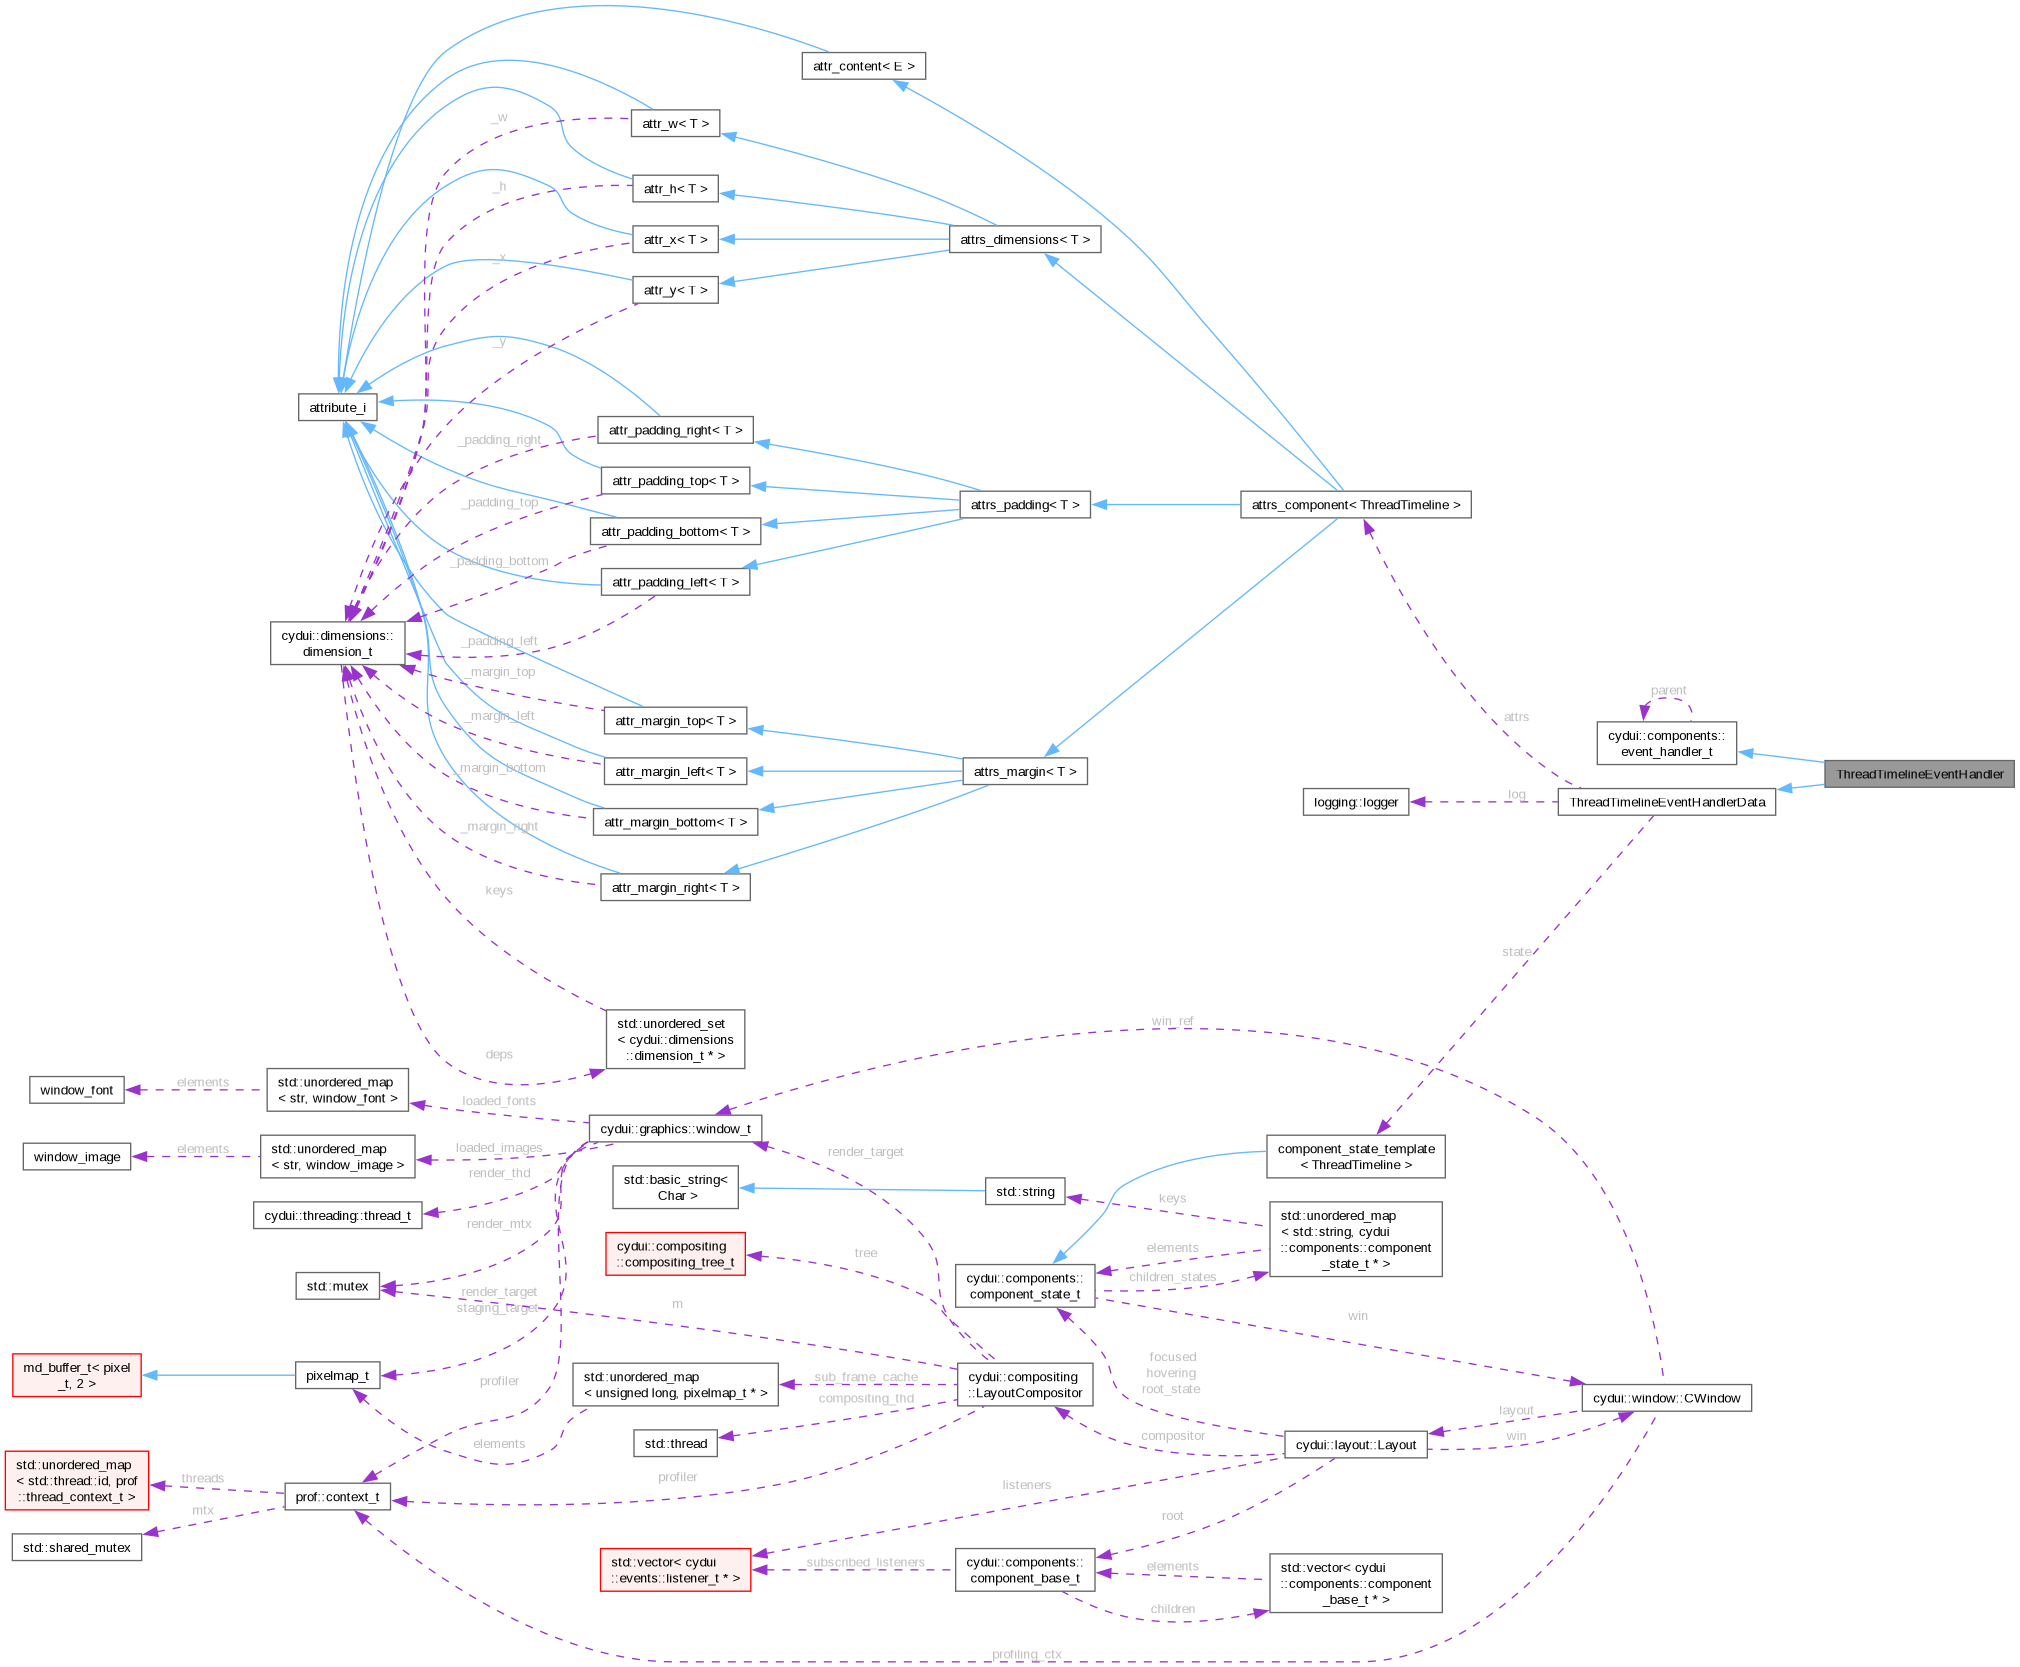 attr_content< E >
_w
attr_w< T >
_h
attr_h< T >
_x
attr_x< T >
attrs_dimensions< T >
_y
attr_y< T >
attribute_i
_padding_right
attr_padding_right< T >
_padding_top
attr_padding_top< T >
attrs_padding< T >
attrs_component< ThreadTimeline >
_padding_bottom
attr_padding_bottom< T >
attr_padding_left< T >
_padding_left
cydui::dimensions::
dimension_t
_margin_top
attr_margin_top< T >
_margin_left
attr_margin_left< T >
attrs_margin< T >
_margin_bottom
attr_margin_bottom< T >
_margin_right
attr_margin_right< T >
attrs
parent
cydui::components::
event_handler_t
ThreadTimelineEventHandler
logging::logger
log
ThreadTimelineEventHandlerData
keys
state
std::unordered_set
< cydui::dimensions
::dimension_t * >
deps
win_ref
window_font
elements
std::unordered_map
< str, window_font >
loaded_fonts
cydui::graphics::window_t
window_image
elements
std::unordered_map
< str, window_image >
loaded_images
render_target
component_state_template
< ThreadTimeline >
render_thd
cydui::threading::thread_t
std::basic_string<
Char >
std::string
keys
std::unordered_map
< std::string, cydui
::components::component
_state_t * >
render_mtx
cydui::compositing
::compositing_tree_t
tree
elements
children_states
cydui::components::
component_state_t
std::mutex
render_target
staging_target
m
win
md_buffer_t< pixel
_t, 2 >
pixelmap_t
profiler
std::unordered_map
< unsigned long, pixelmap_t * >
sub_frame_cache
compositing_thd
cydui::compositing
::LayoutCompositor
focused
hovering
root_state
cydui::window::CWindow
layout
win
elements
std::thread
compositor
cydui::layout::Layout
std::unordered_map
< std::thread::id, prof
::thread_context_t >
threads
prof::context_t
profiler
listeners
mtx
std::shared_mutex
root
std::vector< cydui
::events::listener_t * >
subscribed_listeners
cydui::components::
component_base_t
elements
children
std::vector< cydui
::components::component
_base_t * >
profiling_ctx